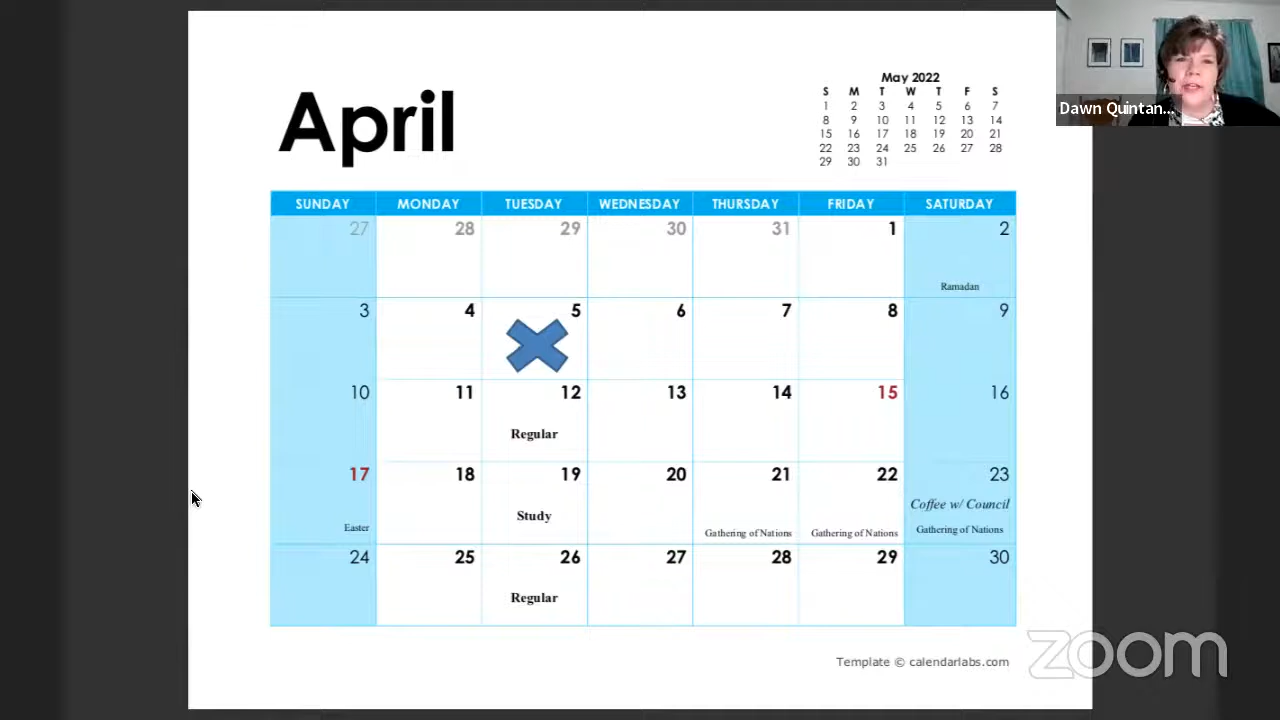 April
May 2022
S M T W T F S
1 2 3 4 5 6 7
8 9 10 11 12 13 14
15 16 17 18 19 20 21
22 23 24 25 26 27 28
29 30 31
Dawn Quintan...
SUNDAY MONDAY TUESDAY WEDNESDAY THURSDAY FRIDAY SATURDAY
27 28 29 30 31 1 2
Ramadan
3 4 5 6 7 8 9
10 11 12 13 14 15 16
Regular
17 18 19 20 21 22 23
Coffee w/ Council
Study
Easter Gathering of Nations Gathering of Nations Gathering of Nations
24 25 26 27 28 29 30
Regular
Template © calendarlabs.com
zoom